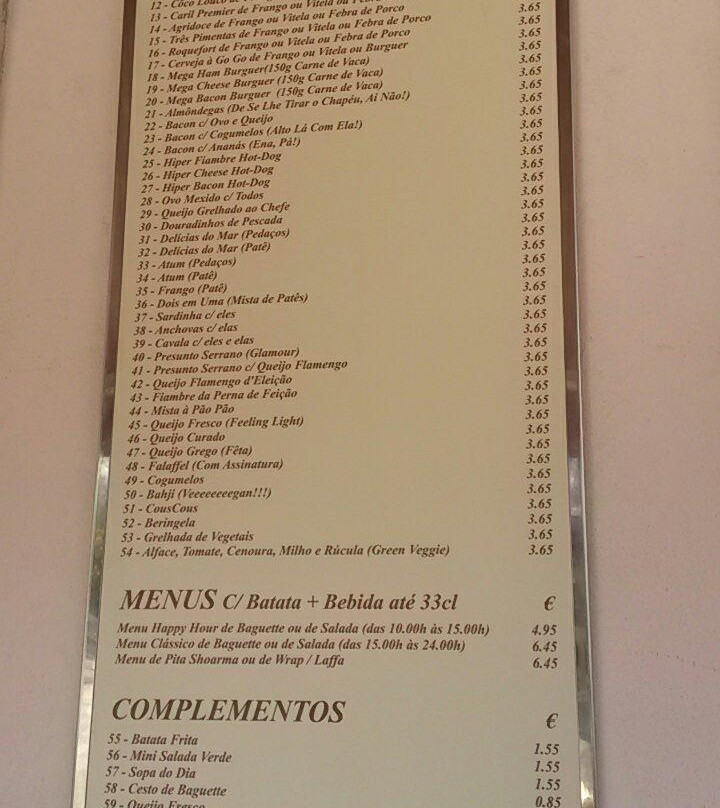 12 - Côco Louco de
13 - Caril Premier de Frango ou Vitela ou Febra de Porco
14 - Agridoce de Frango ou Vitela ou Febra de Porco 3.65
15 - Três Pimentas de Frango ou Vitela ou Febra de Porco 3.65
16 - Roquefort de Frango ou Vitela ou Febra de Porco 3.65
17 - Cerveja à Go Go de Frango ou Vitela ou Burguer 3.65
18 - Mega Ham Burguer(150g Carne de Vaca) 3.65
19 - Mega Cheese Burguer (150g Carne de Vaca) 3.65
20 - Mega Bacon Burguer (150g Carne de Vaca) 3.65
21 - Almôndegas (De Se Lhe Tirar o Chapéu, Ai Não!) 3.65
22 - Bacon c/ Ovo e Queijo 3.65
23 - Bacon c/ Cogumelos (Alto Lá Com Ela!) 3.65
24 - Bacon c/ Ananás (Ena, Pá!) 3.65
25 - Hiper Fiambre Hot-Dog 3.65
26 - Hiper Cheese Hot-Dog 3.65
27 - Hiper Bacon Hot-Dog 3.65
28 - Ovo Mexido c/ Todos 3.65
29 - Queijo Grelhado ao Chefe 3.65
30 - Douradinhos de Pescada 3.65
31 - Delícias do Mar (Pedaços) 3.65
32 - Delícias do Mar (Patê) 3.65
33 - Atum (Pedaços) 3.65
34 - Atum (Patê) 3.65
35 - Frango (Patê) 3.65
36 - Dois em Uma (Mista de Patês) 3.65
37 - Sardinha c/ eles 3.65
38 - Anchovas c/ elas 3.65
39 - Cavala c/ eles e elas 3.65
40 - Presunto Serrano (Glamour) 3.65
41 - Presunto Serrano c/ Queijo Flamengo 3.65
42 - Queijo Flamengo d'Eleição 3.65
43 - Fiambre da Perna de Feição 3.65
44 - Mista à Pão Pão 3.65
45 - Queijo Fresco (Feeling Light) 3.65
46 - Queijo Curado 3.65
47 - Queijo Grego (Fêta) 3.65
48 - Falaffel (Com Assinatura) 3.65
49 - Cogumelos 3.65
50 - Bahjí (Veeeeeeegan!!!) 3.65
51 - CousCous 3.65
52 - Beringela 3.65
53 - Grelhada de Vegetais 3.65
54 - Alface, Tomate, Cenoura, Milho e Rúcula (Green Veggie) 3.65
MENUS C/ Batata + Bebida até 33cl €
Menu Happy Hour de Baguette ou de Salada (das 10.00h às 15.00h) 4.95
Menu Clássico de Baguette ou de Salada (das 15.00h às 24.00h) 6.45
Menu de Pita Shoarma ou de Wrap / Laffa 6.45
COMPLEMENTOS €
55 - Batata Frita 1.55
56 - Mini Salada Verde 1.55
57 - Sopa do Dia 1.55
58 - Cesto de Baguette 0.85
59 - Queijo Fresco